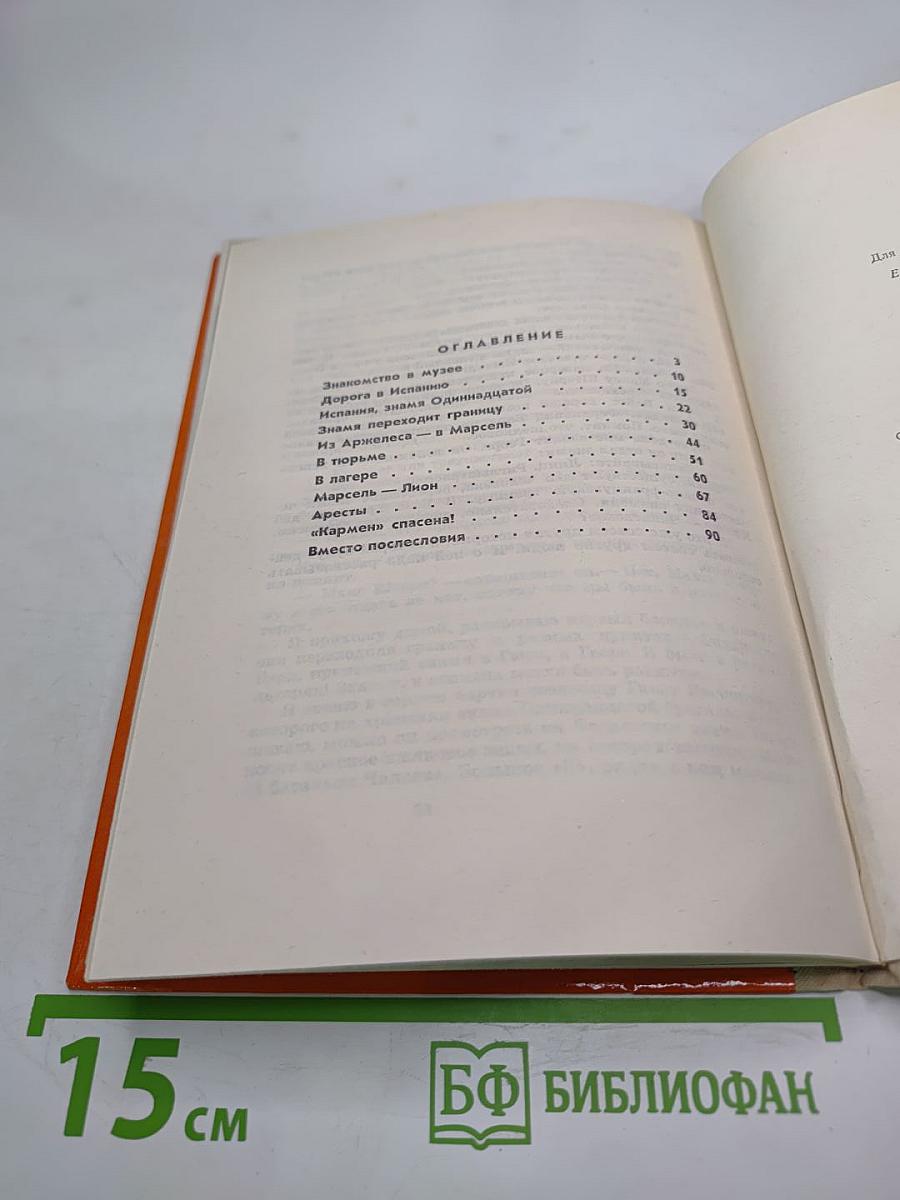 ОГЛАВЛЕНИЕ
Знакомство в музее 3
Дорога в Испанию 10
Испания, знамя Одиннадцатой 15
Знамя переходит границу 22
Из Аржелеса — в Марсель 30
В тюрьме 44
В лагере 51
Марсель — Лион 60
Аресты 67
«Кармен» спасена! 84
Вместо послесловия 90
Для
15 см
БФ БИБЛИОФАН